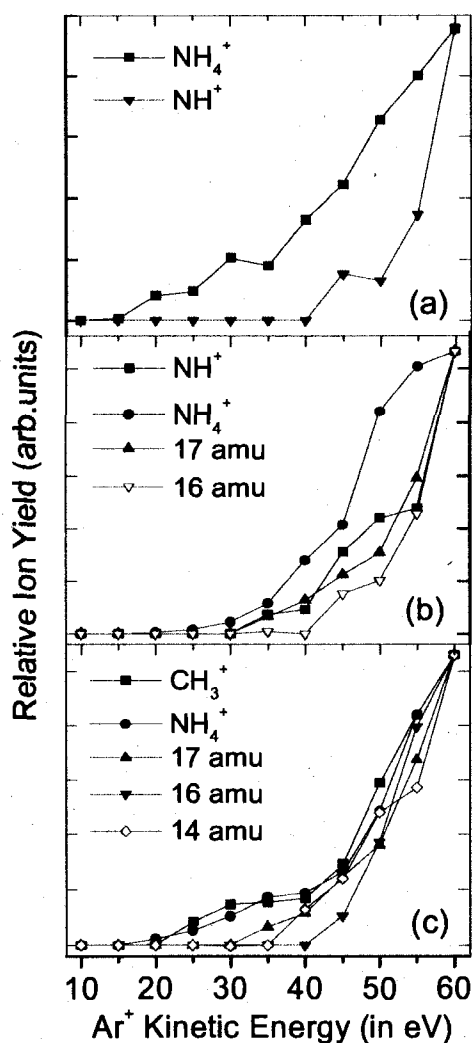 NH₄⁺
NH⁺
(a)
NH⁺
NH₄⁺
17 amu
16 amu
(b)
CH₃⁺
NH₄⁺
17 amu
16 amu
14 amu
(c)
Relative Ion Yield (arb.units)
10 20 30 40 50 60
Ar⁺ Kinetic Energy (in eV)